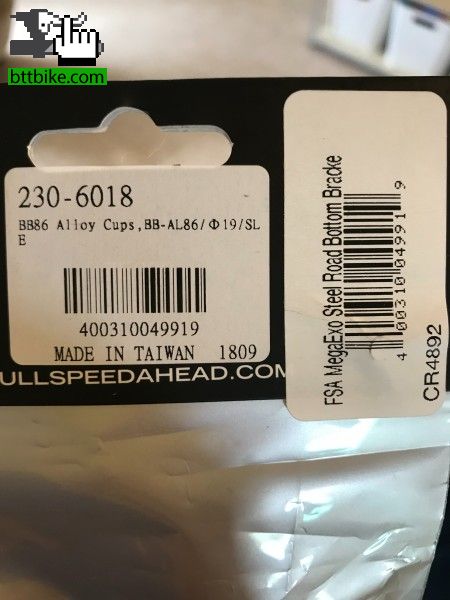 bttbike.com
230-6018
BB86 Alloy Cups,BB-AL86/Φ19/SL
E
400310049919
MADE IN TAIWAN 1809
ULLSPEEDAHEAD.COM
FSA MegaExo Steel Road Bottom Bracke
4 00310 04991 9
CR4892